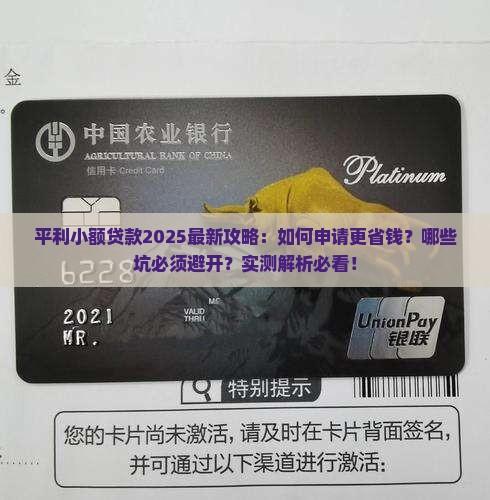 金
中国农业银行
AGRICULTURAL BANK OF CHINA
信用卡 Credit Card
Platinum
平利小额贷款2025最新攻略：如何申请更省钱？哪些
坑必须避开？实测解析必看！
6228
MC
2021
VALID
THRU
MR.
UnionPay
银联
特别提示
您的卡片尚未激活，请及时在卡片背面签名，
并可通过以下渠道进行激活：